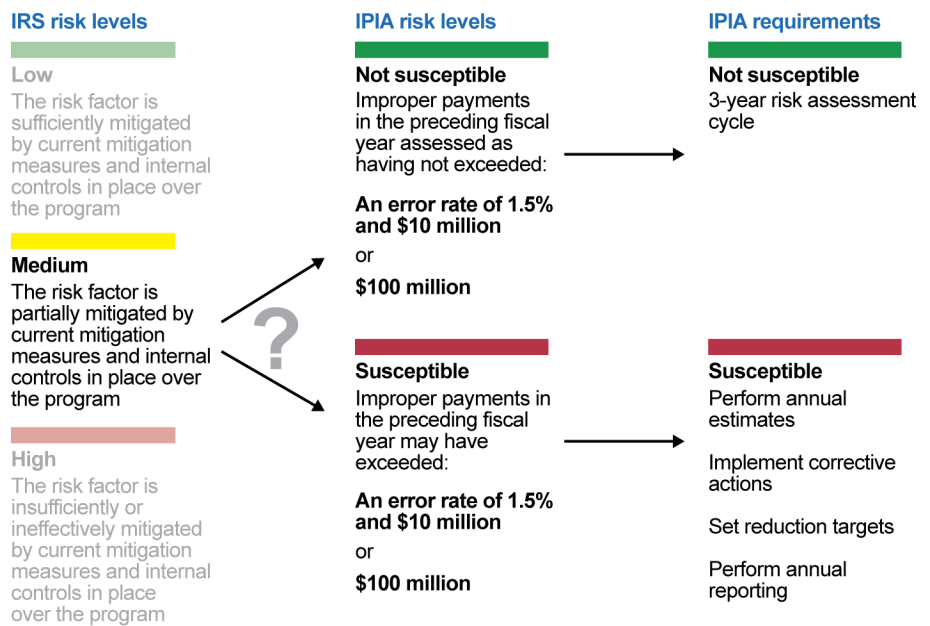 IRS risk levels
Low
The risk factor is
sufficiently mitigated
by current mitigation
measures and internal
controls in place over
the program
Medium
The risk factor is
partially mitigated by
current mitigation
measures and internal
controls in place over
the program
High
The risk factor is
insufficiently or
ineffectively mitigated
by current mitigation
measures and internal
controls in place
over the program
?
IPIA risk levels
Not susceptible
Improper payments
in the preceding fiscal
year assessed as
having not exceeded:
An error rate of 1.5%
and $10 million
or
$100 million
Susceptible
Improper payments in
the preceding fiscal
year may have
exceeded:
An error rate of 1.5%
and $10 million
or
$100 million
IPIA requirements
Not susceptible
3-year risk assessment
cycle
Susceptible
Perform annual
estimates
Implement corrective
actions
Set reduction targets
Perform annual
reporting